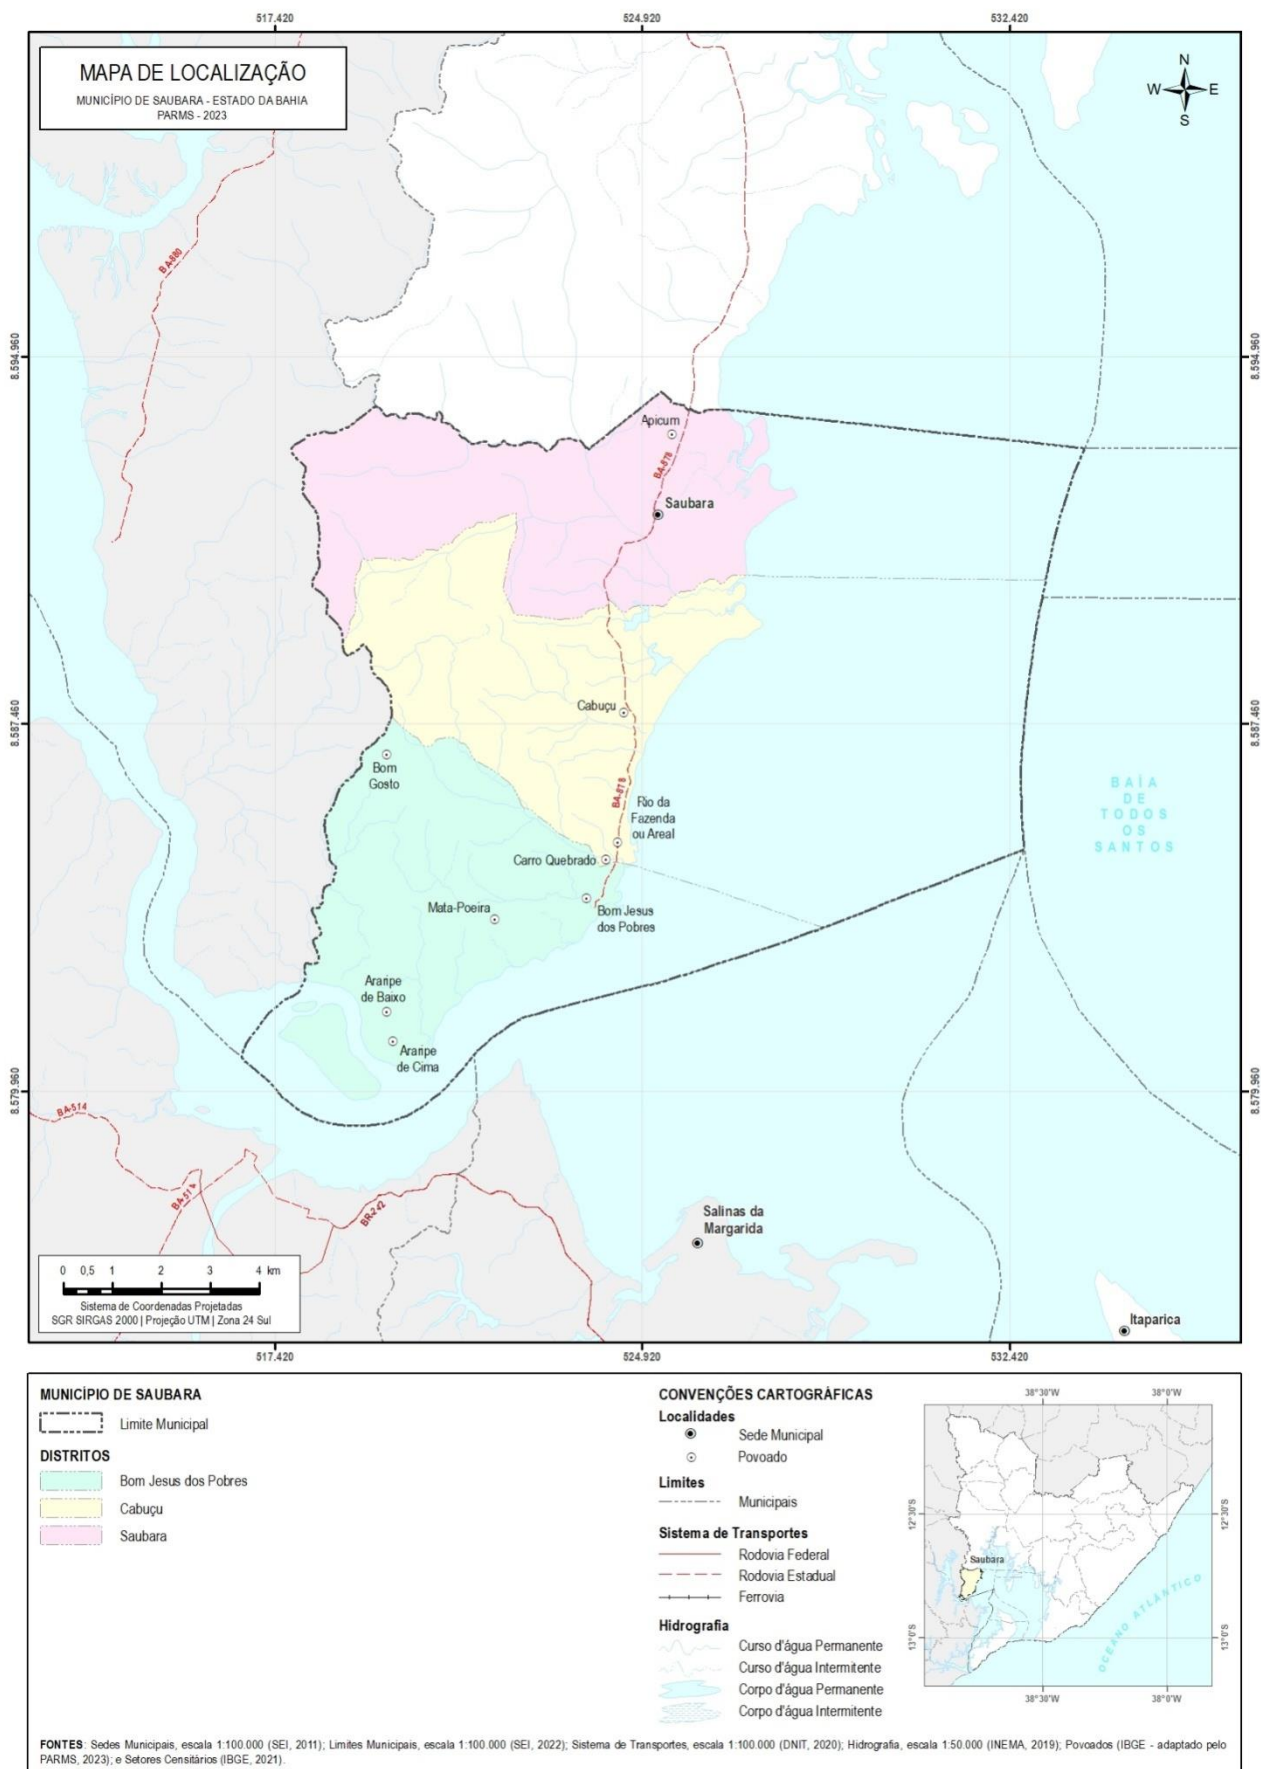 517.420
524.920
532.420
MAPA DE LOCALIZAÇÃO
MUNICÍPIO DE SAUBARA - ESTADO DA BAHIA
PARMS - 2023
N
W
E
S
BA-880
8.594.960
8.594.960
Apicum
BA-878
Saubara
Cabuçu
8.587.460
8.587.460
Bom
Gosto
BA-878
Rio da
Fazenda
ou Areal
BAÍA
DE
TODOS
OS
SANTOS
Carro Quebrado
Mata-Poeira
Bom Jesus
dos Pobres
Araripe
de Baixo
Araripe
de Cima
8.579.960
8.579.960
BA-514
BA-514
BR-242
Salinas da
Margarida
Itaparica
0 0,5 1 2 3 4 km
Sistema de Coordenadas Projetadas
SGR SIRGAS 2000 | Projeção UTM | Zona 24 Sul
517.420
524.920
532.420
MUNICÍPIO DE SAUBARA
Limite Municipal
DISTRITOS
Bom Jesus dos Pobres
Cabuçu
Saubara
CONVENÇÕES CARTOGRÁFICAS
Localidades
Sede Municipal
Povoado
Limites
Municipais
Sistema de Transportes
Rodovia Federal
Rodovia Estadual
Ferrovia
Hidrografia
Curso d'água Permanente
Curso d'água Intermitente
Corpo d'água Permanente
Corpo d'água Intermitente
38°30'W
38°0'W
12°30'S
12°30'S
Saubara
OCEANO ATLÂNTICO
13°0'S
13°0'S
38°30'W
38°0'W
FONTES: Sedes Municipais, escala 1:100.000 (SEI, 2011); Limites Municipais, escala 1:100.000 (SEI, 2022); Sistema de Transportes, escala 1:100.000 (DNIT, 2020); Hidrografia, escala 1:50.000 (INEMA, 2019); Povoados (IBGE - adaptado pelo
PARMS, 2023); e Setores Censitários (IBGE, 2021).